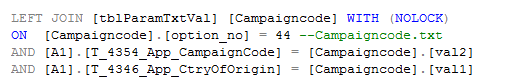 LEFT JOIN [tblParamTxtVal] [Campaigncode] WITH (NOLOCK)
ON [Campaigncode].[option_no] = 44 --Campaigncode.txt
AND [A1].[T_4354_App_CampaignCode] = [Campaigncode].[val2]
AND [A1].[T_4346_App_CtryOfOrigin] = [Campaigncode].[val1]